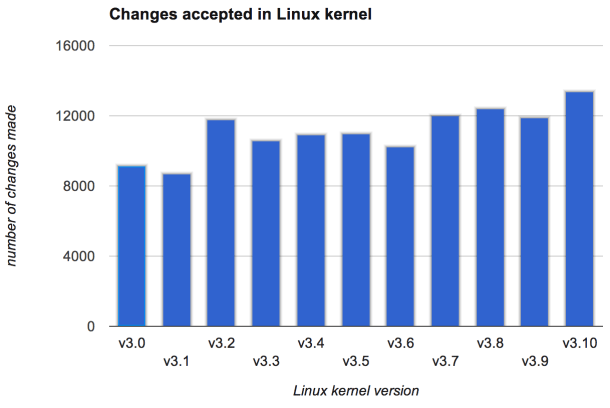 Changes accepted in Linux kernel
16000
12000
8000
4000
0
number of changes made
v3.0 v3.2 v3.4 v3.6 v3.8 v3.10
v3.1 v3.3 v3.5 v3.7 v3.9
Linux kernel version